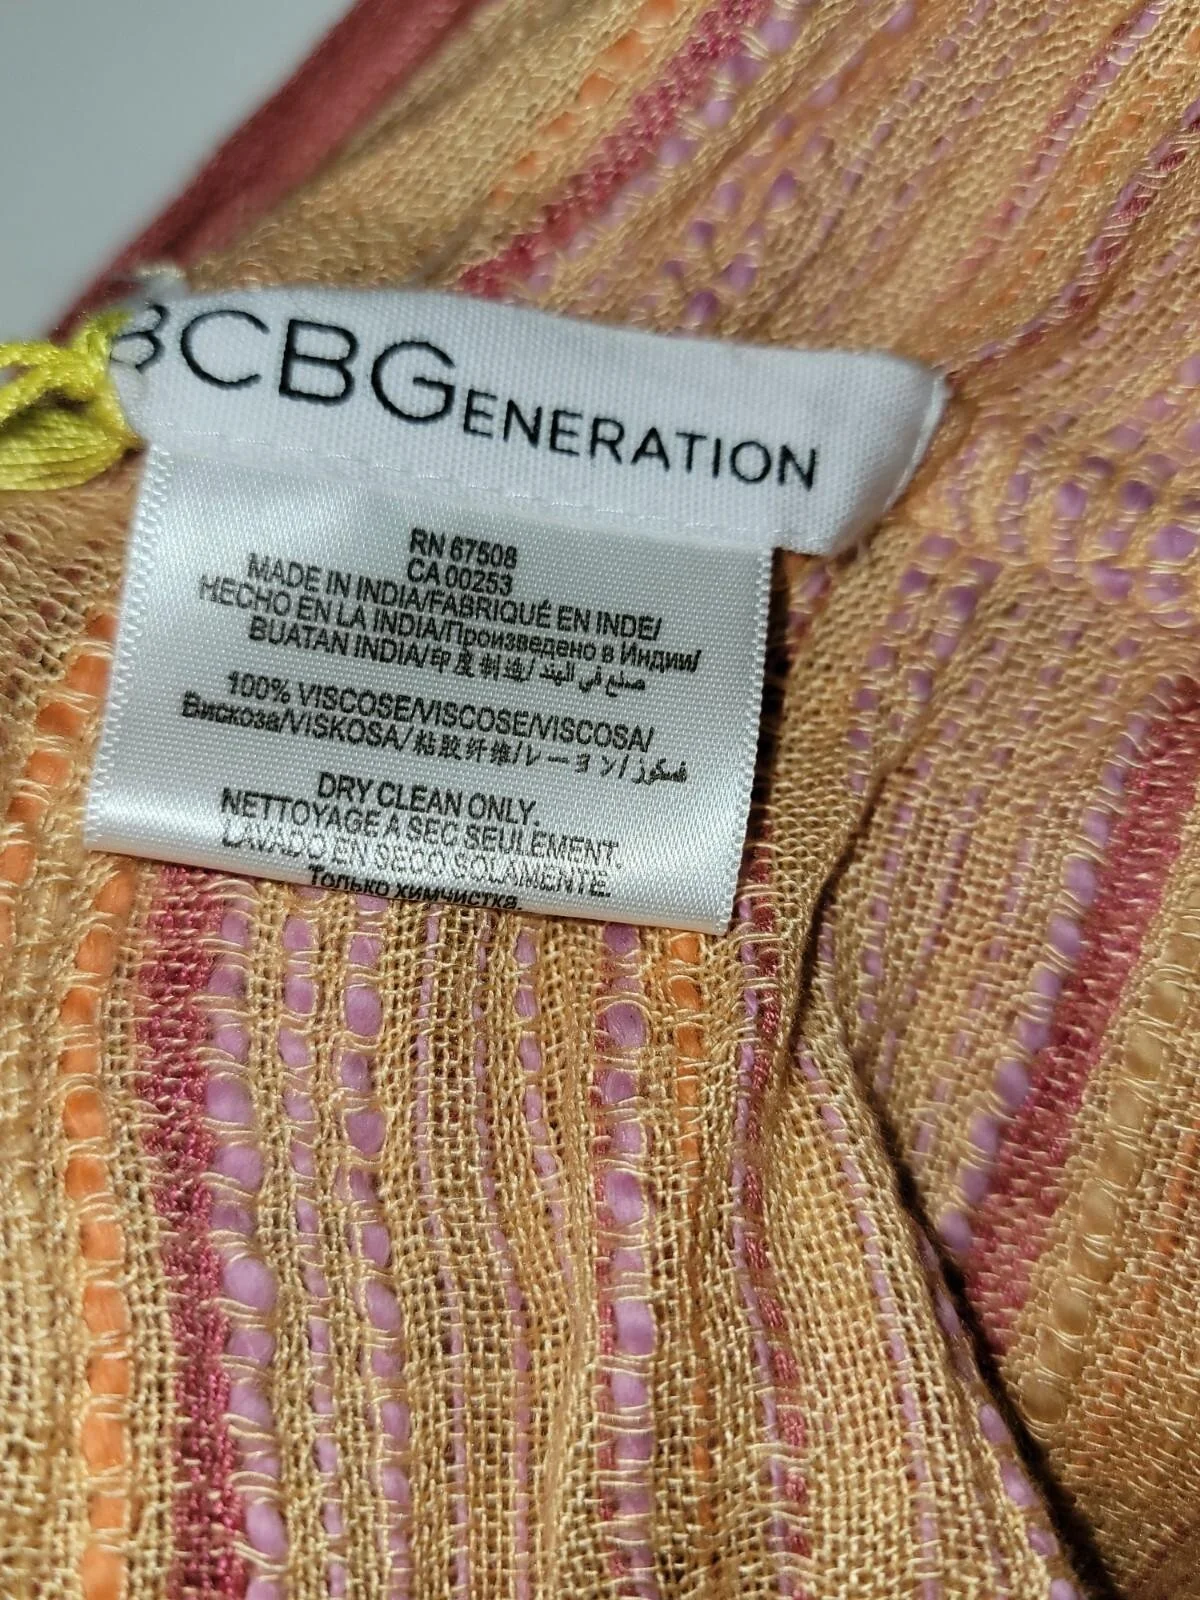 BCBGENERATION
RN 67508
CA 00253
MADE IN INDIA/FABRIQUÉ EN INDE/
HECHO EN LA INDIA/Произведено в Индии/
BUATAN INDIA/印度制造/صنع في الهند
100% VISCOSE/VISCOSE/VISCOSA/
Вискоза/VISKOSA/粘胶纤维/レーヨン/فسكوز
DRY CLEAN ONLY.
NETTOYAGE A SEC SEULEMENT.
LAVADO EN SECO SOLAMENTE.
Только химчистка.